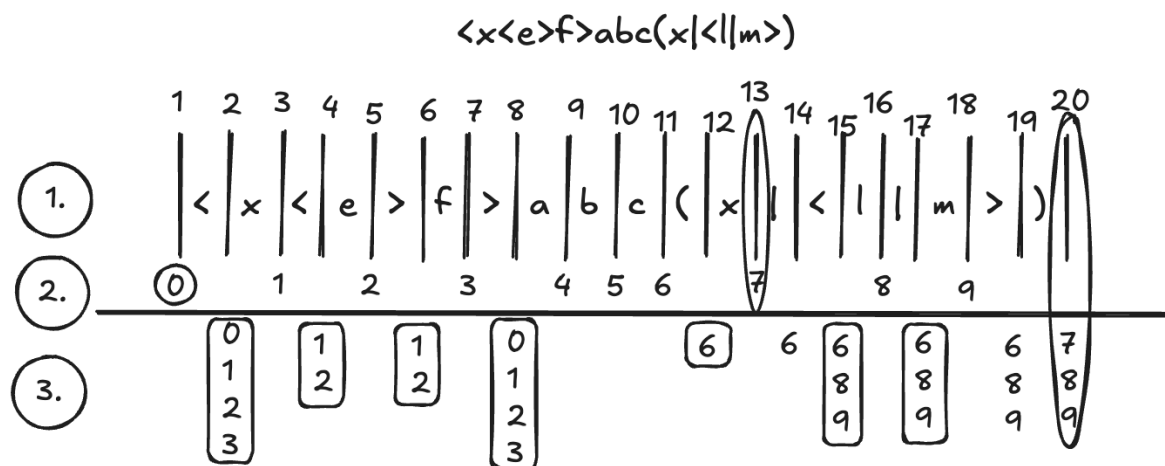 <x<e>f>abc(x|<l||m>)
1 2 3 4 5 6 7 8 9 10 11 12 13 14 15 16 17 18 19 20
1. | < | x | < | e | > | f | > | a | b | c | ( | x | | | < | l | | | m | > | ) |
2. 0 1 2 3 4 5 6 7 8 9
0 1 1 0 6 6 6 6 6 7
1 2 2 1 8 8 8 8
3. 2 2 9 9 9 9
3 3